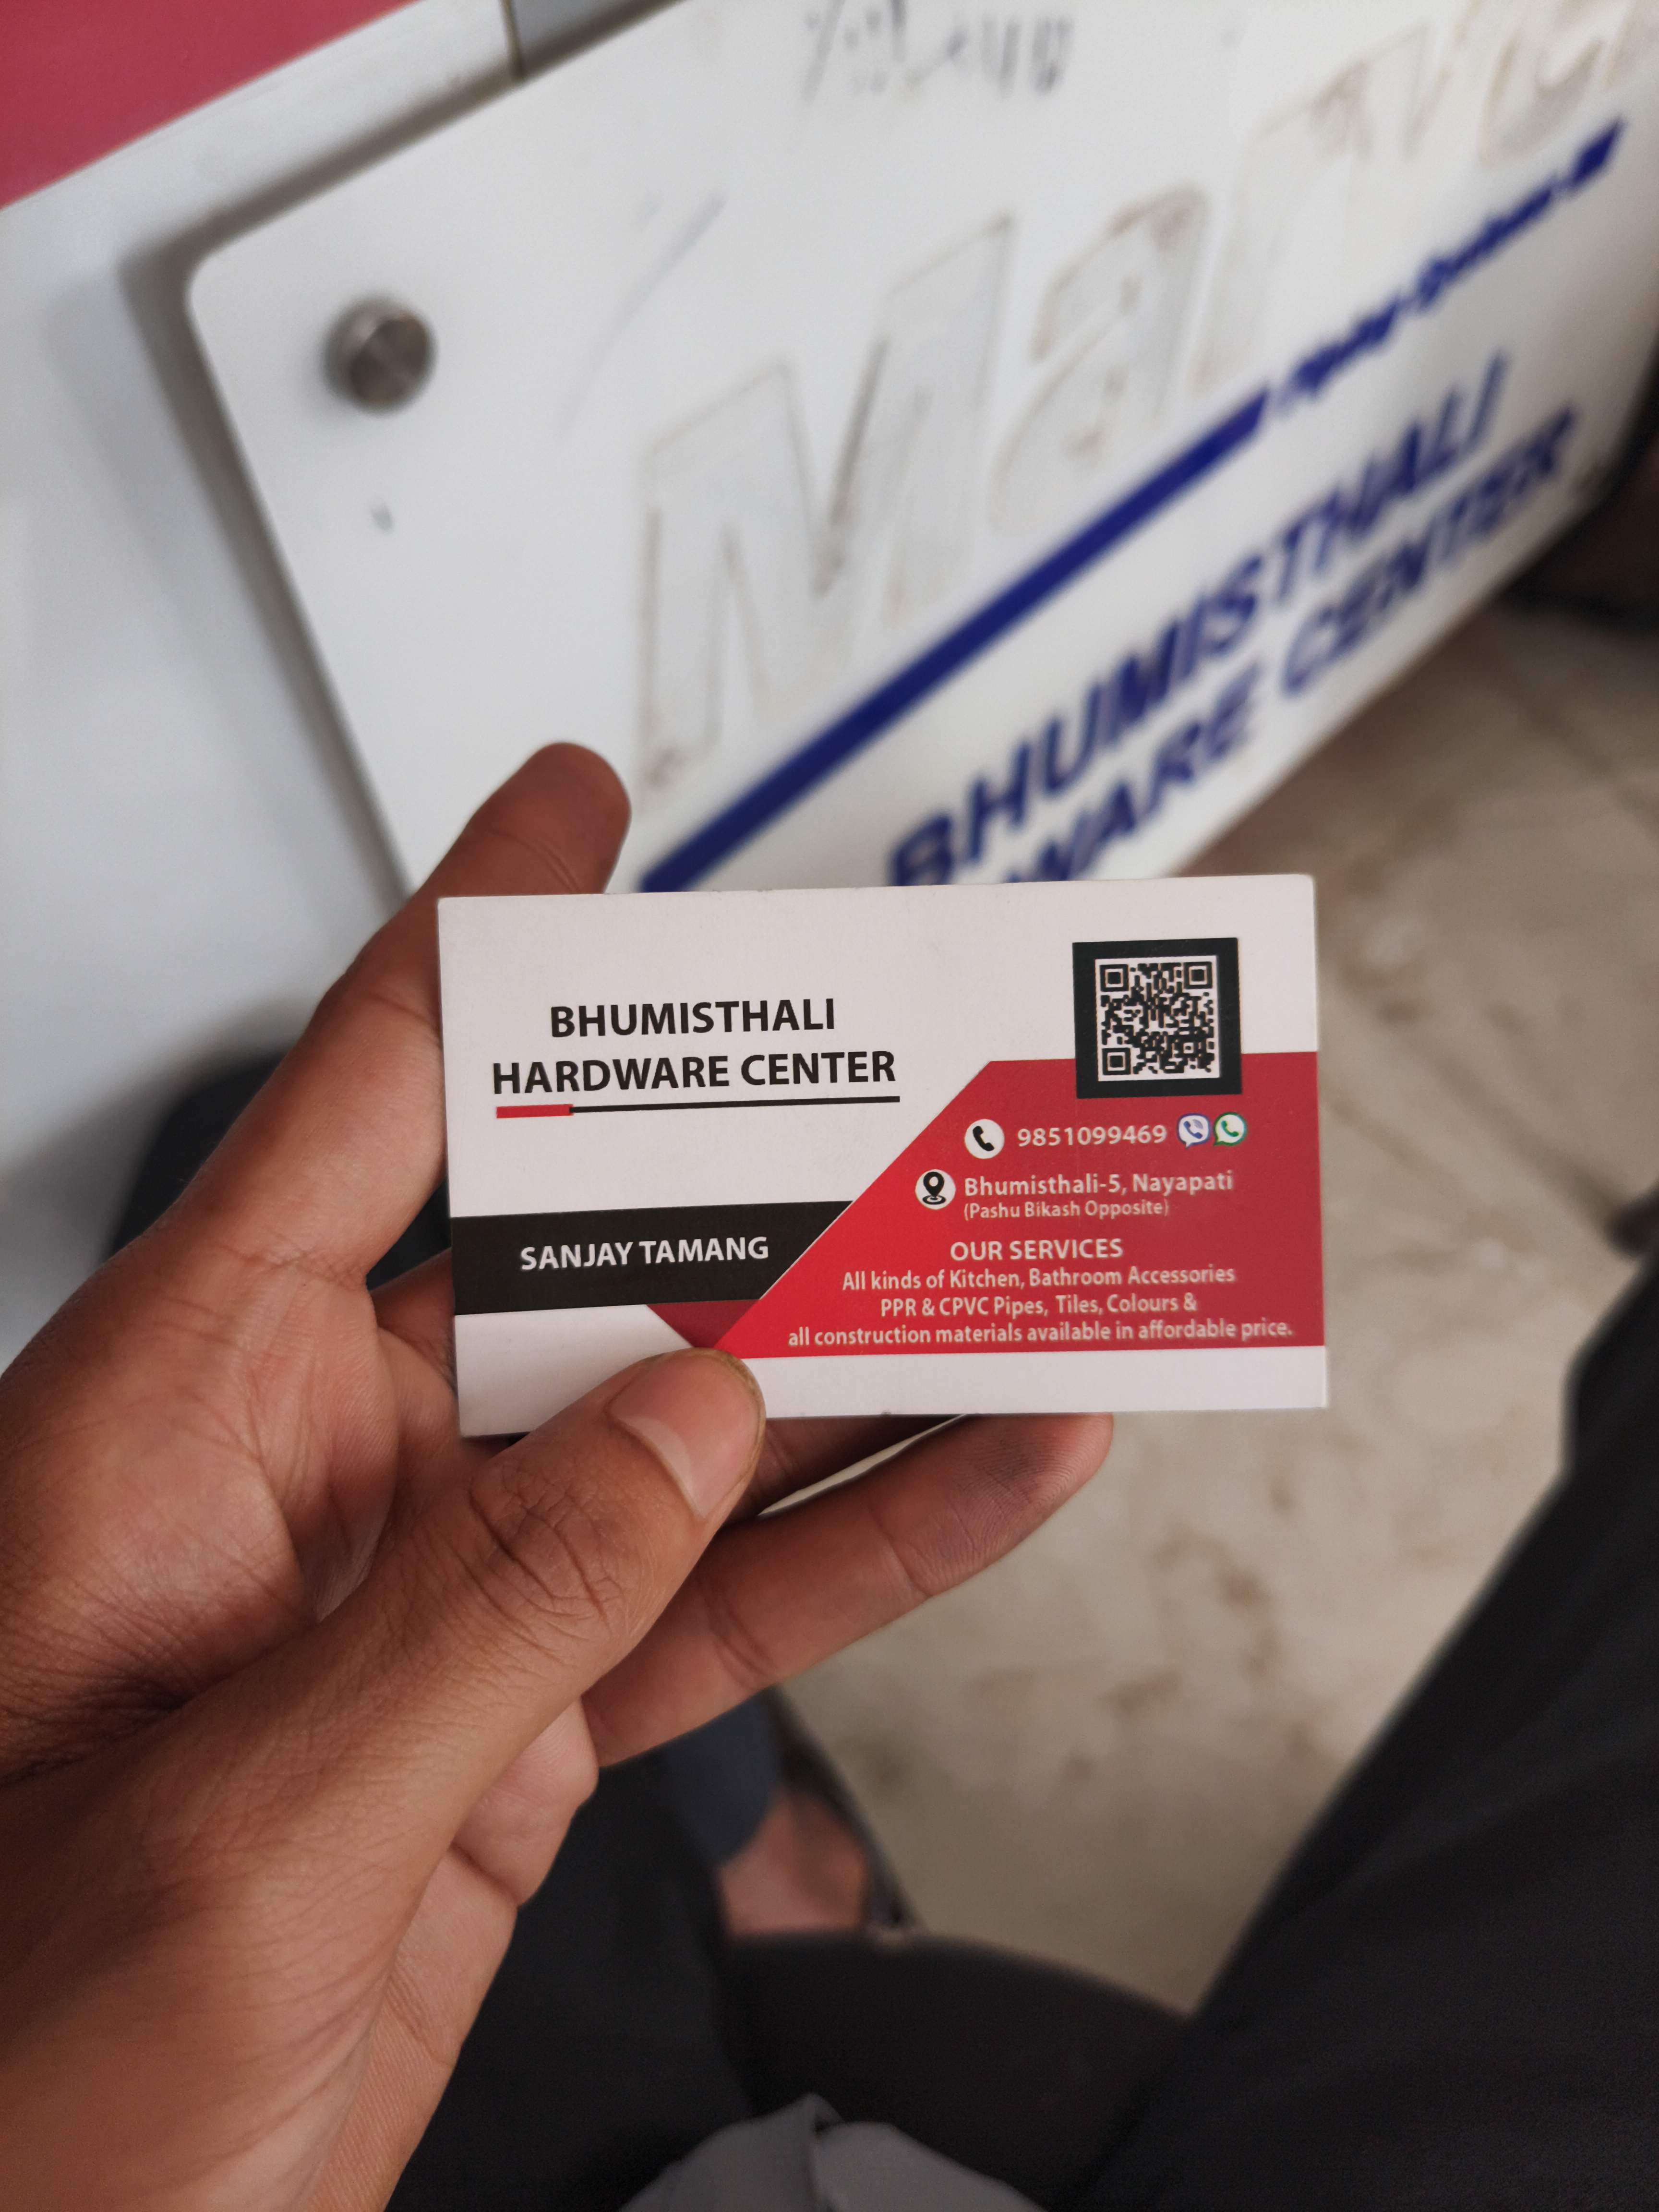 Mar
BHUMISTHALI
WARE CENTER
BHUMISTHALI
HARDWARE CENTER
SANJAY TAMANG
9851099469
Bhumisthali-5, Nayapati
(Pashu Bikash Opposite)
OUR SERVICES
All kinds of Kitchen, Bathroom Accessories
PPR & CPVC Pipes, Tiles, Colours &
all construction materials available in affordable price.